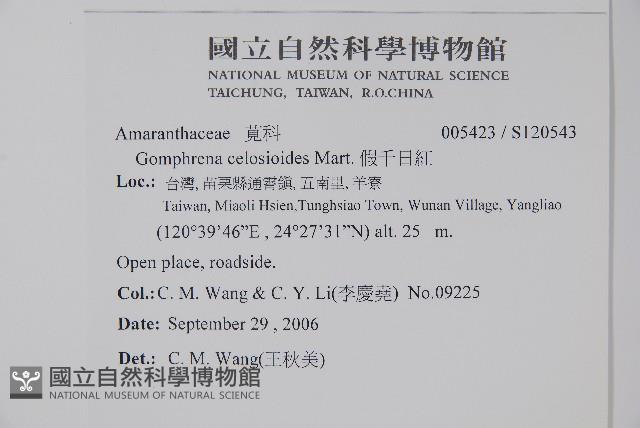 國立自然科學博物館
NATIONAL MUSEUM OF NATURAL SCIENCE
TAICHUNG, TAIWAN, R.O.CHINA
Amaranthaceae 莧科 005423 / S120543
Gomphrena celosioides Mart. 假千日紅
Loc.: 台灣, 苗栗縣通霄鎮, 五南里, 羊寮
Taiwan, Miaoli Hsien,Tunghsiao Town, Wunan Village, Yangliao
(120°39'46”E , 24°27'31”N) alt. 25 m.
Open place, roadside.
Col.: C. M. Wang & C. Y. Li(李慶堯) No.09225
Date: September 29 , 2006
Det.: C. M. Wang(王秋美)
國立自然科學博物館
NATIONAL MUSEUM OF NATURAL SCIENCE